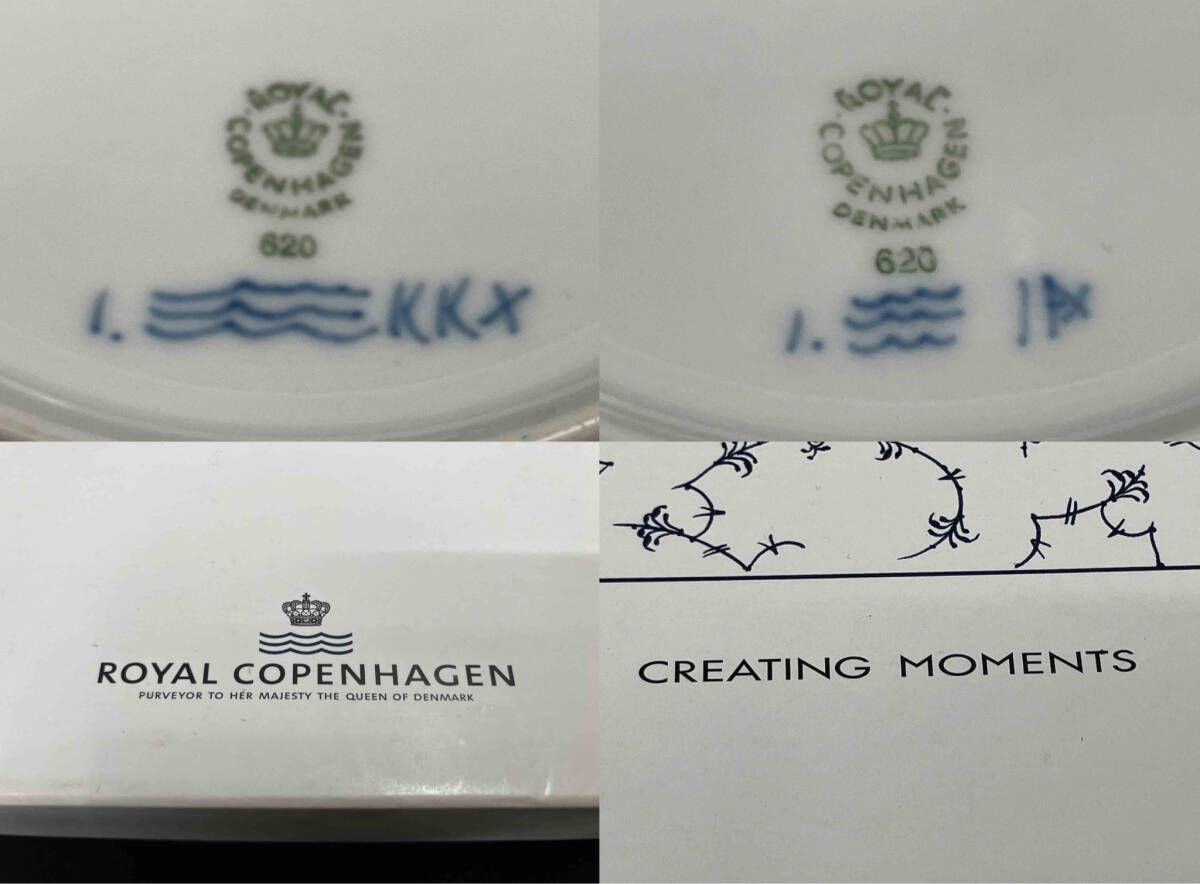 ROYAL
COPENHAGEN
DENMARK
620
1. KKX
ROYAL
COPENHAGEN
DENMARK
620
1.
ROYAL COPENHAGEN
PURVEYOR TO HER MAJESTY THE QUEEN OF DENMARK
CREATING MOMENTS